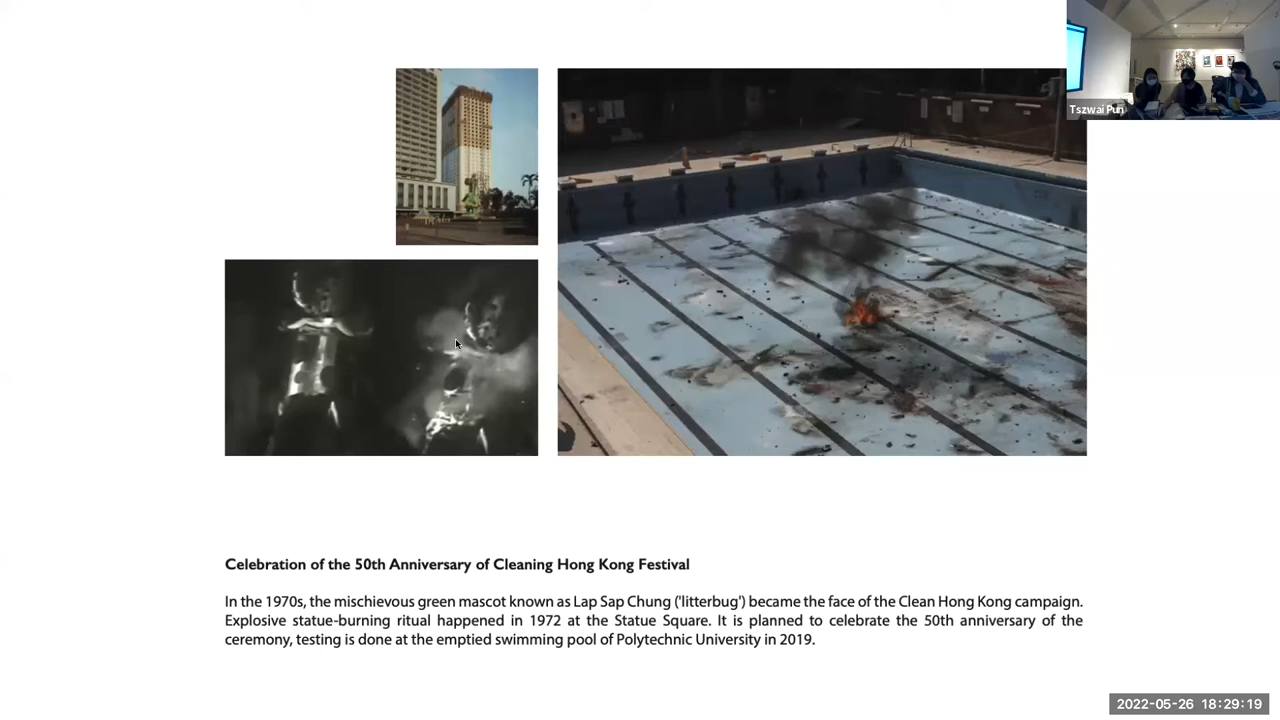 Tszwai Pun
Celebration of the 50th Anniversary of Cleaning Hong Kong Festival
In the 1970s, the mischievous green mascot known as Lap Sap Chung ('litterbug') became the face of the Clean Hong Kong campaign.
Explosive statue-burning ritual happened in 1972 at the Statue Square. It is planned to celebrate the 50th anniversary of the
ceremony, testing is done at the emptied swimming pool of Polytechnic University in 2019.
2022-05-26 18:29:19